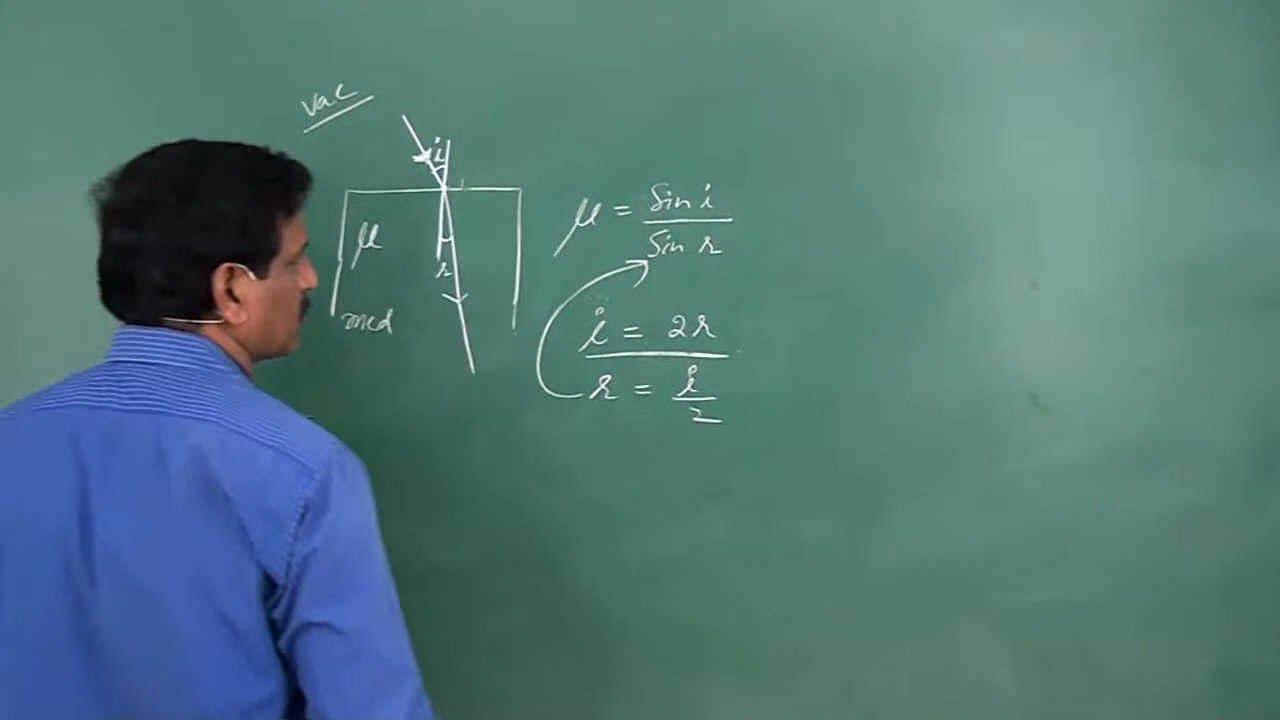 vac
i
μ
r
med
μ = sin i / sin r
i = 2r
r = i/2